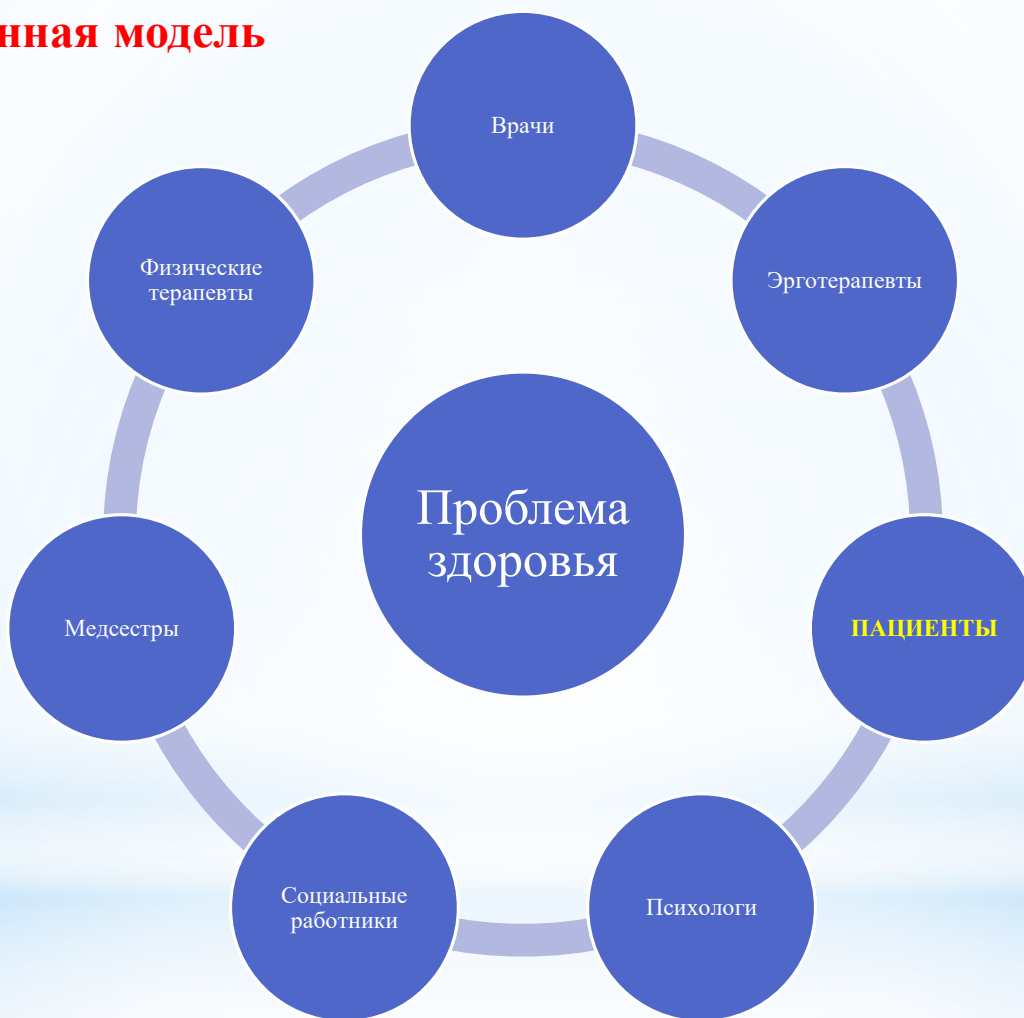 нная модель
Врачи
Эрготерапевты
ПАЦИЕНТЫ
Психологи
Социальные
работники
Медсестры
Физические
терапевты
Проблема
здоровья